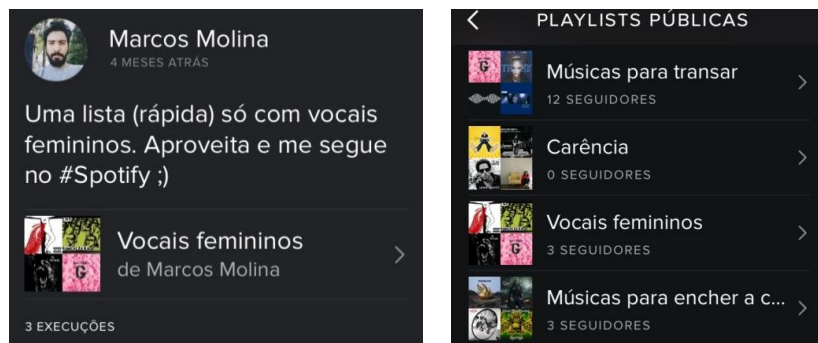 Marcos Molina
4 MESES ATRÁS
Uma lista (rápida) só com vocais
femininos. Aproveita e me segue
no #Spotify ;)
Vocais femininos
de Marcos Molina
3 EXECUÇÕES
PLAYLISTS PÚBLICAS
Músicas para transar
12 SEGUIDORES
Carência
0 SEGUIDORES
Vocais femininos
3 SEGUIDORES
Músicas para encher a c...
3 SEGUIDORES